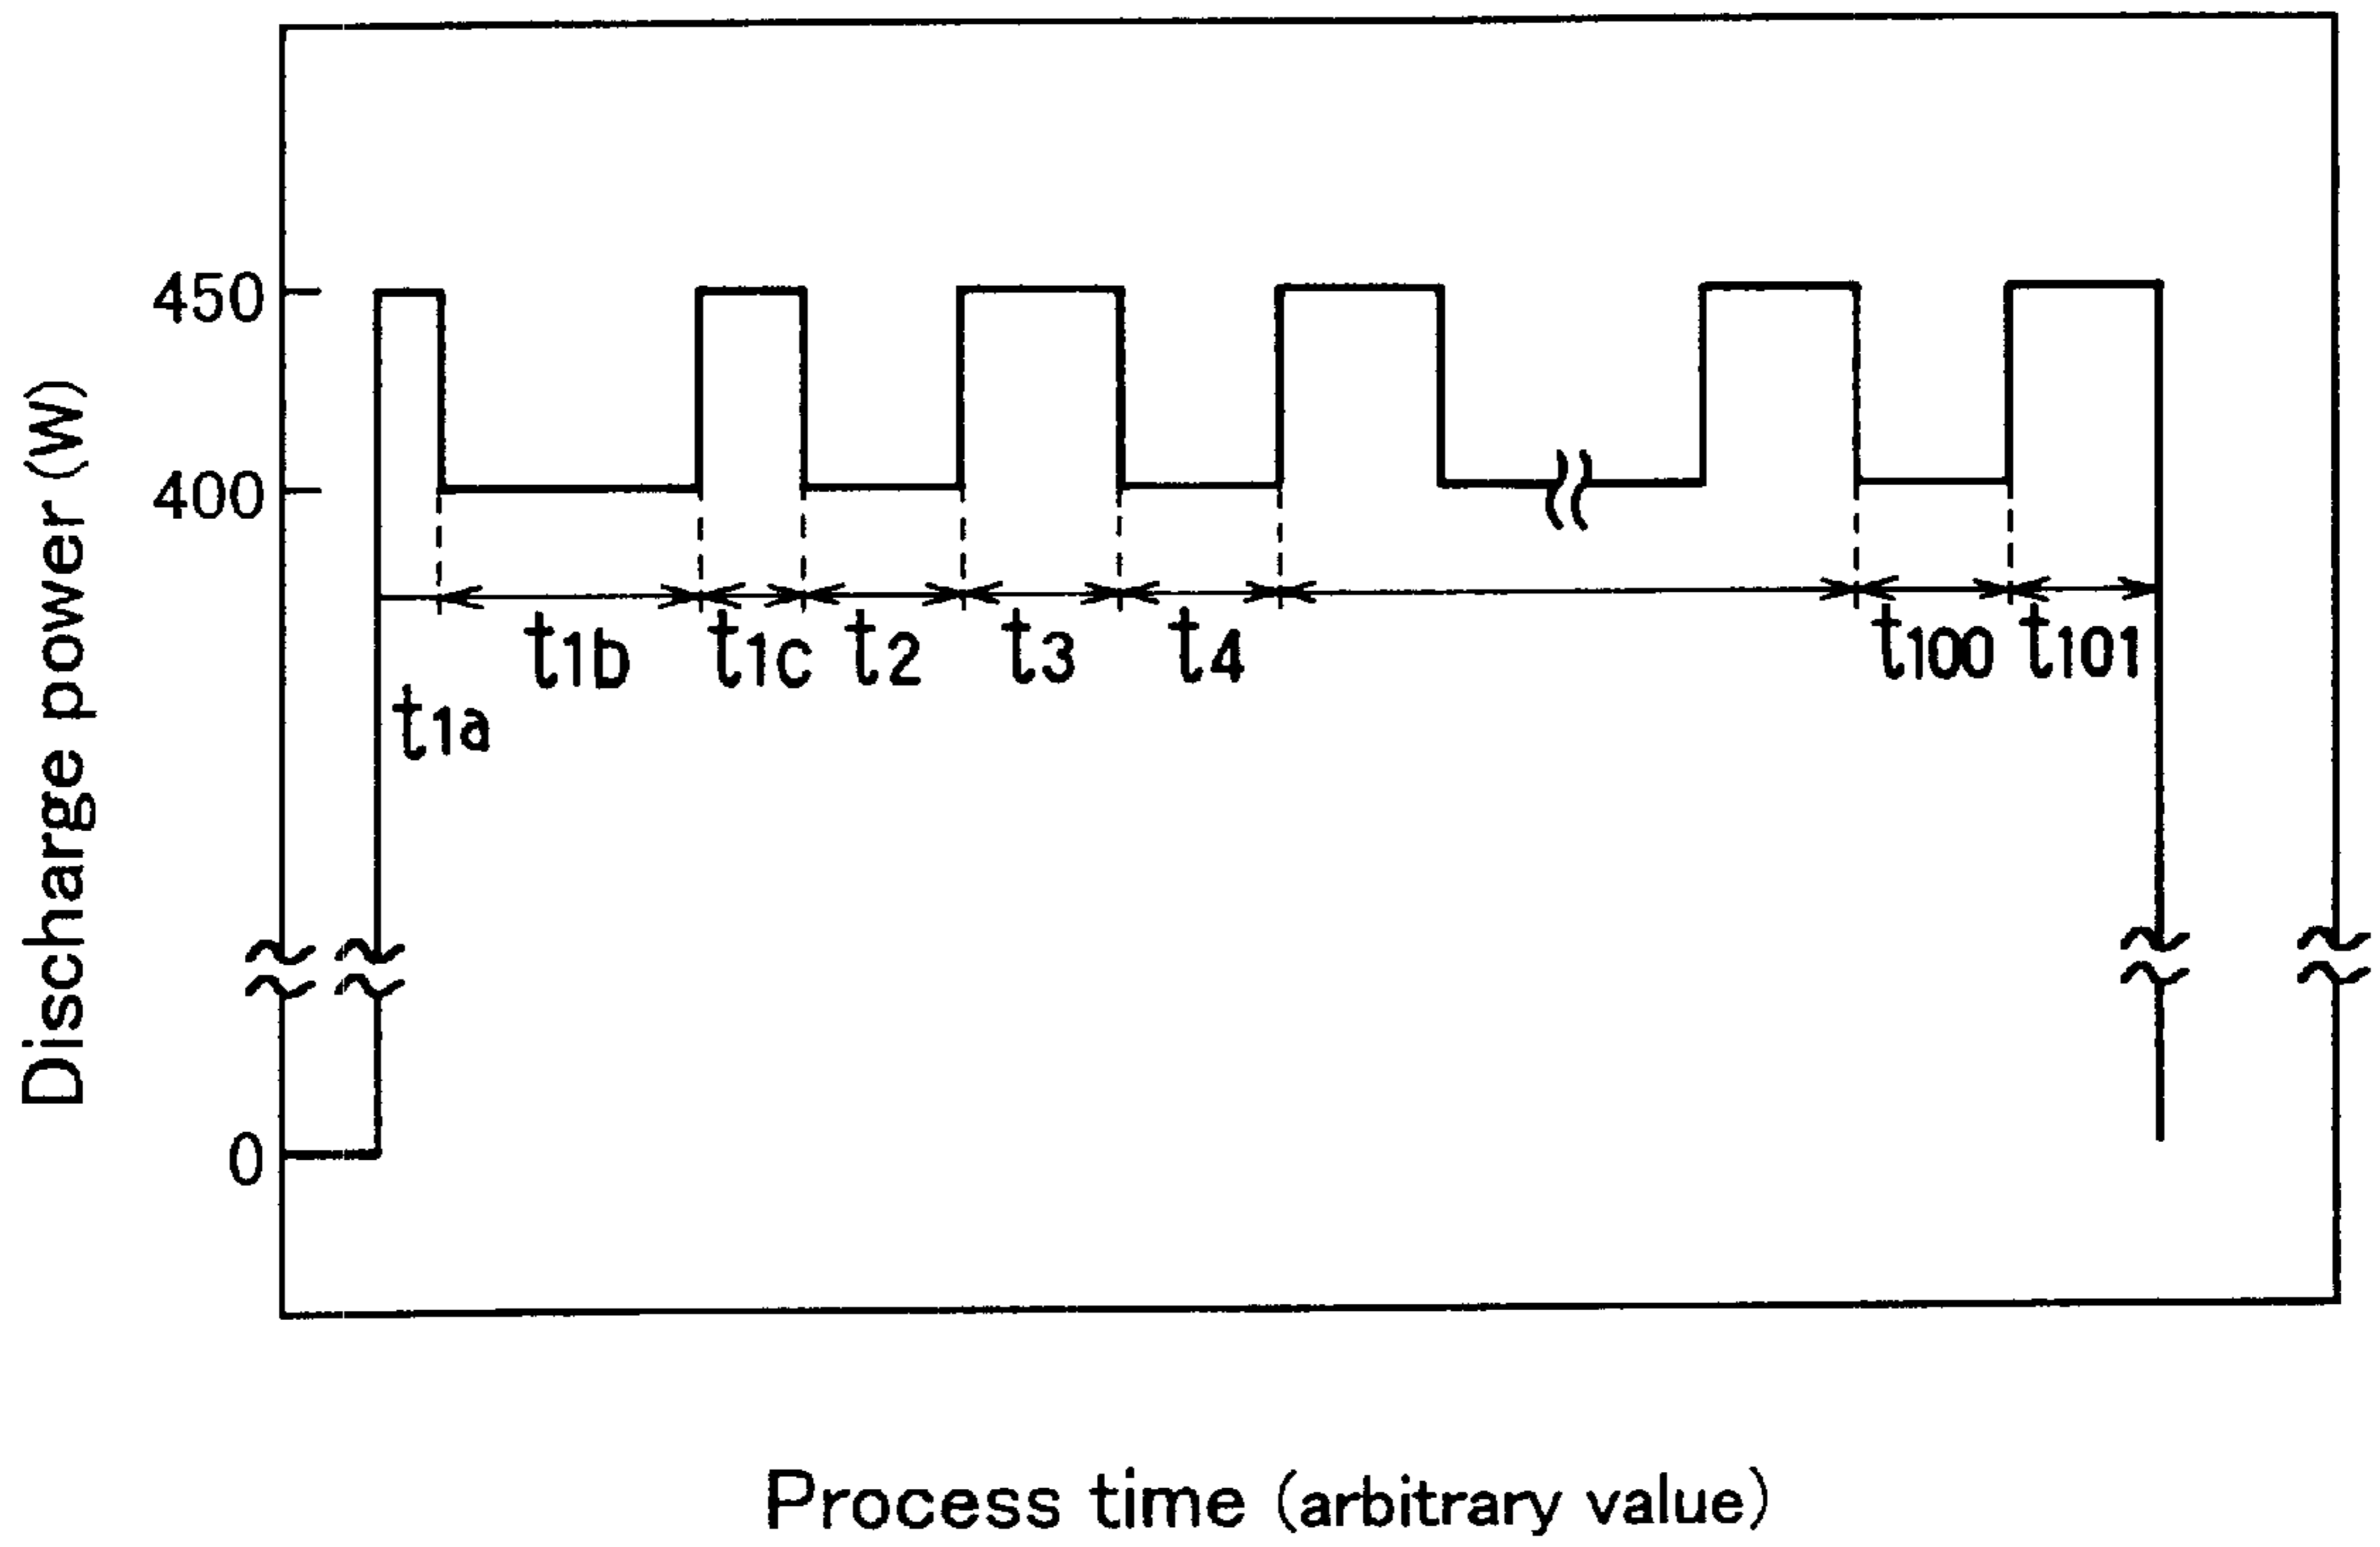 Discharge power (W)
450
400
0
t1a
t1b
t1c
t2
t3
t4
t100
t101
Process time (arbitrary value)